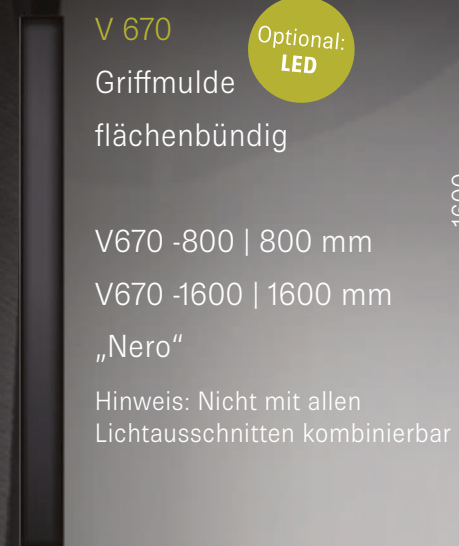 V 670
Optional:
LED
Griffmulde
flächenbündig
1600
V670 -800 | 800 mm
V670 -1600 | 1600 mm
„Nero“
Hinweis: Nicht mit allen
Lichtausschnitten kombinierbar